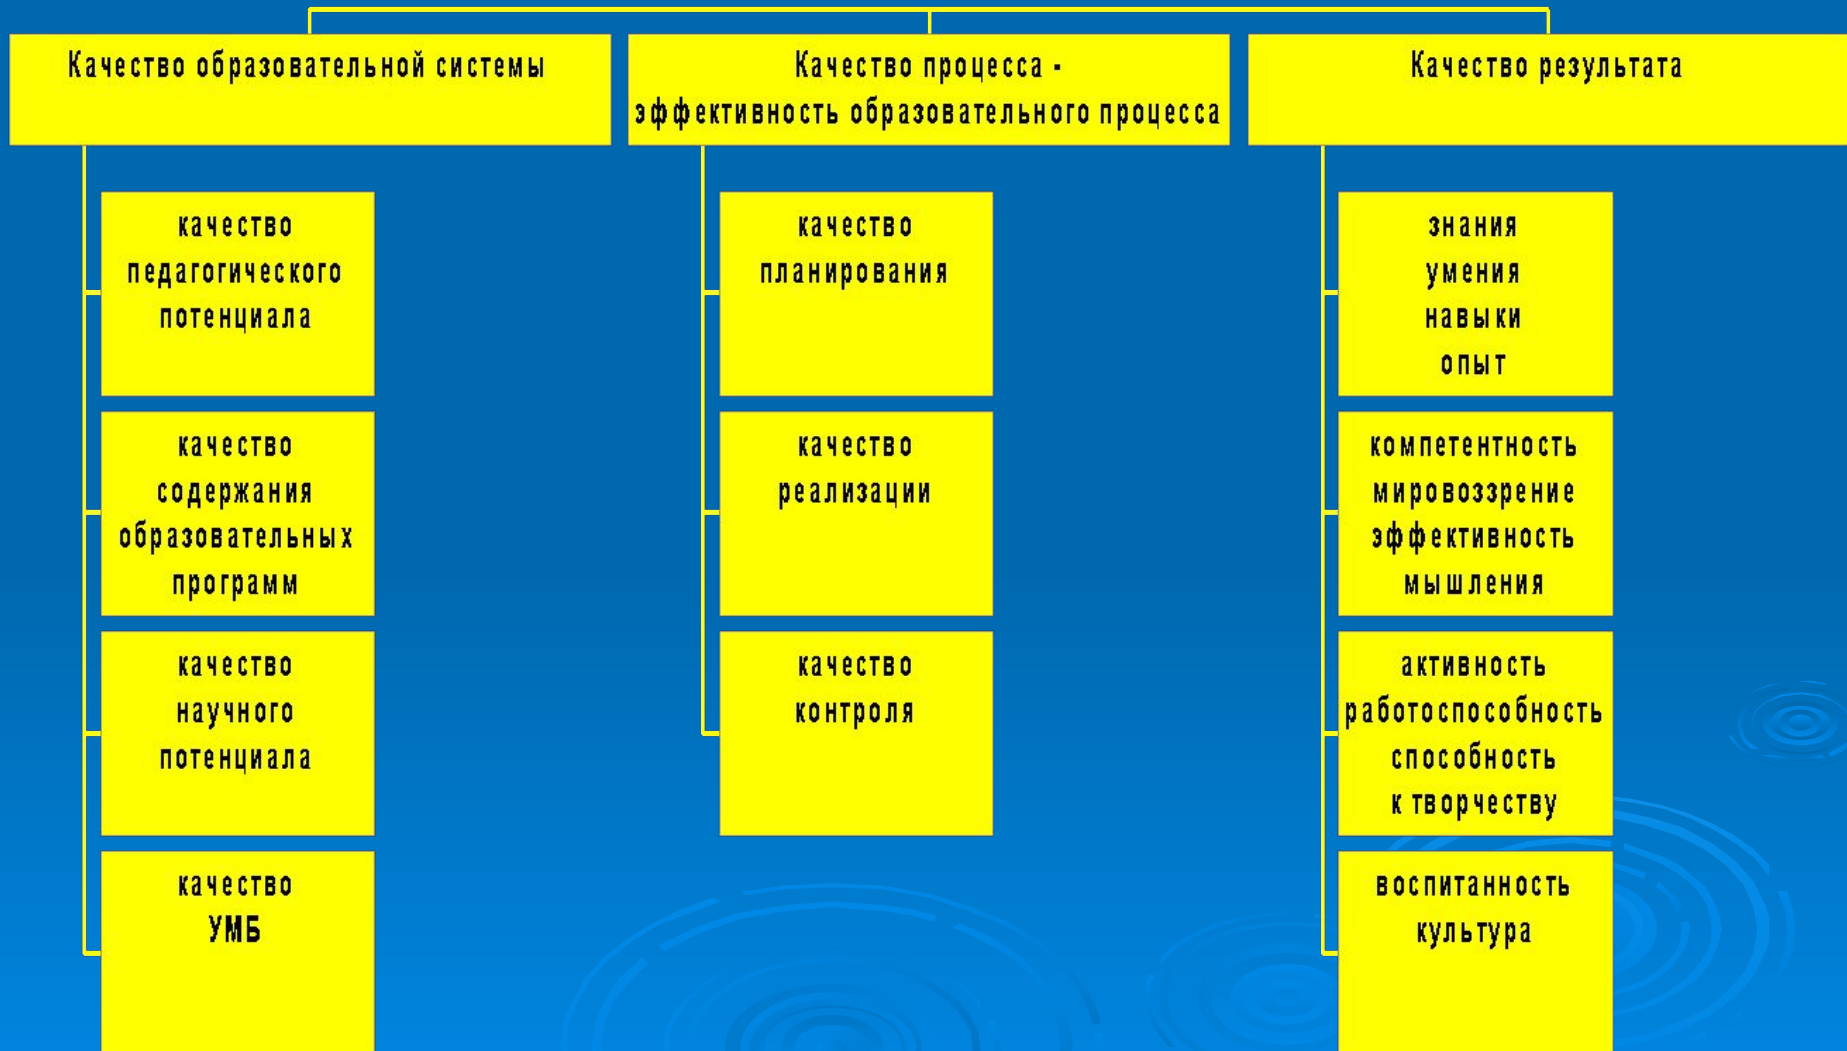 Качество образовательной системы
качество
педагогического
потенциала
качество
содержания
образовательных
программ
качество
научного
потенциала
качество
УМБ
Качество процесса -
эффективность образовательного процесса
качество
планирования
качество
реализации
качество
контроля
Качество результата
знания
умения
навыки
опыт
компетентность
мировоззрение
эффективность
мышления
активность
работоспособность
способность
к творчеству
воспитанность
культура